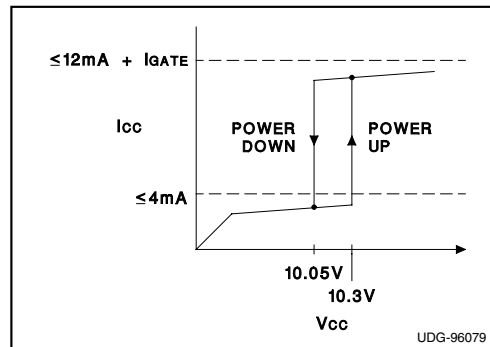 ≤12mA + IGATE
ICC
POWER DOWN
POWER UP
≤4mA
10.05V
10.3V
VCC
UDG-96079